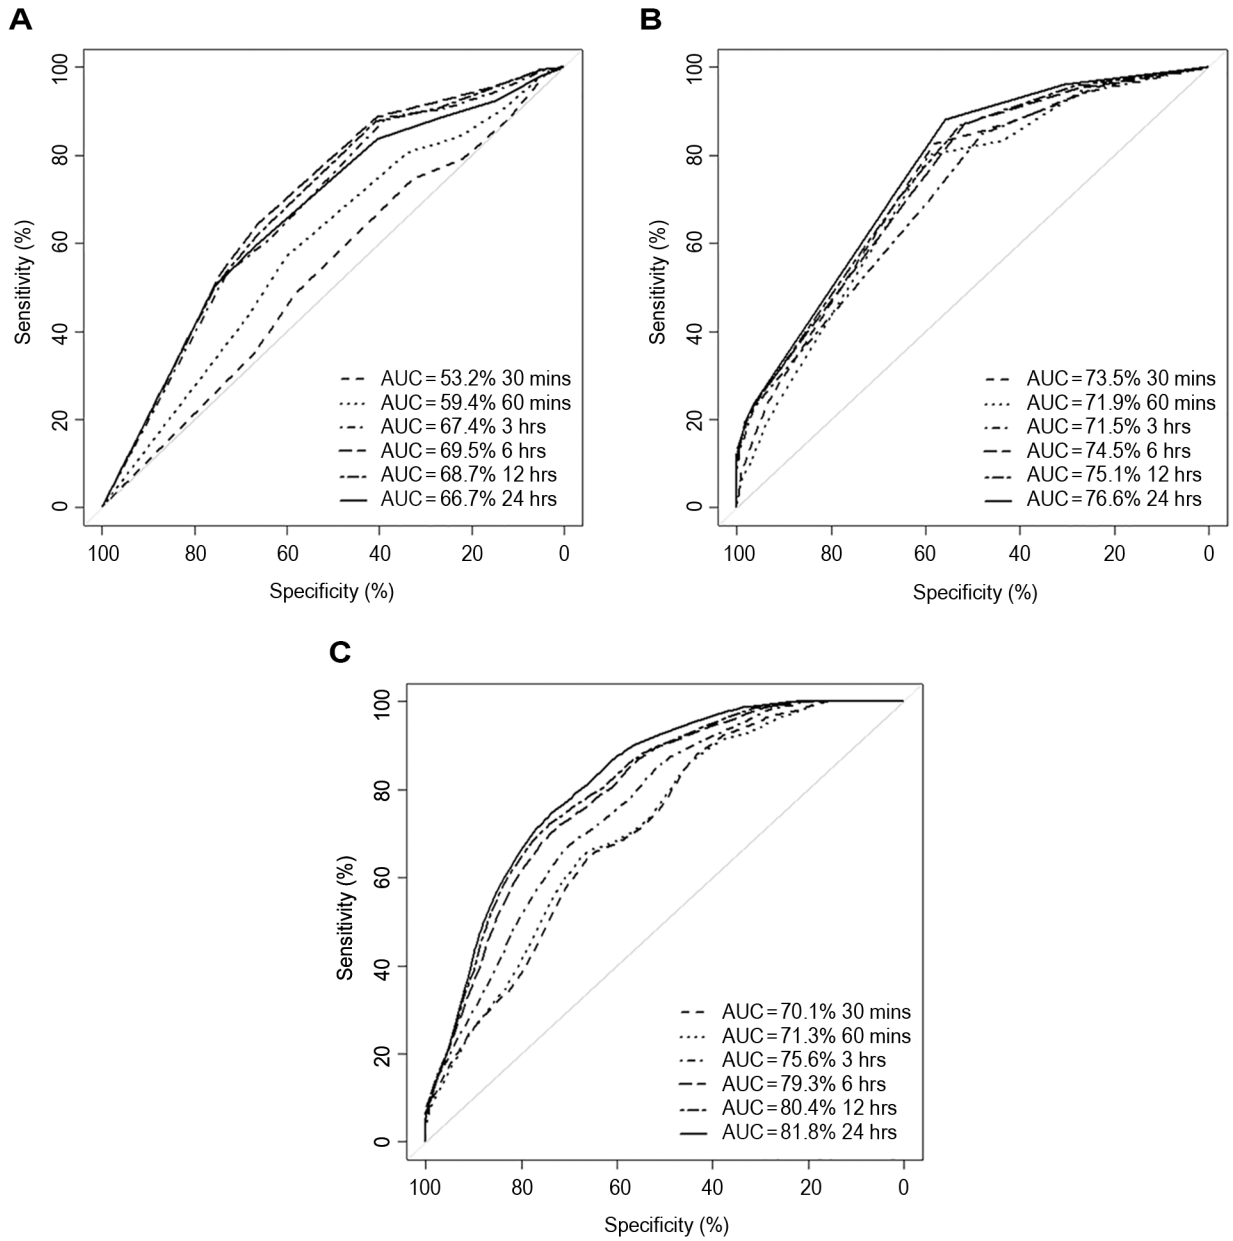 A
100
80
60
40
20
0
Sensitivity (%)
AUC=53.2% 30 mins
AUC=59.4% 60 mins
AUC=67.4% 3 hrs
AUC=69.5% 6 hrs
AUC=68.7% 12 hrs
AUC=66.7% 24 hrs
100 80 60 40 20 0
Specificity (%)
B
100
80
60
40
20
0
Sensitivity (%)
AUC=73.5% 30 mins
AUC=71.9% 60 mins
AUC=71.5% 3 hrs
AUC=74.5% 6 hrs
AUC=75.1% 12 hrs
AUC=76.6% 24 hrs
100 80 60 40 20 0
Specificity (%)
C
100
80
60
40
20
0
Sensitivity (%)
AUC=70.1% 30 mins
AUC=71.3% 60 mins
AUC=75.6% 3 hrs
AUC=79.3% 6 hrs
AUC=80.4% 12 hrs
AUC=81.8% 24 hrs
100 80 60 40 20 0
Specificity (%)